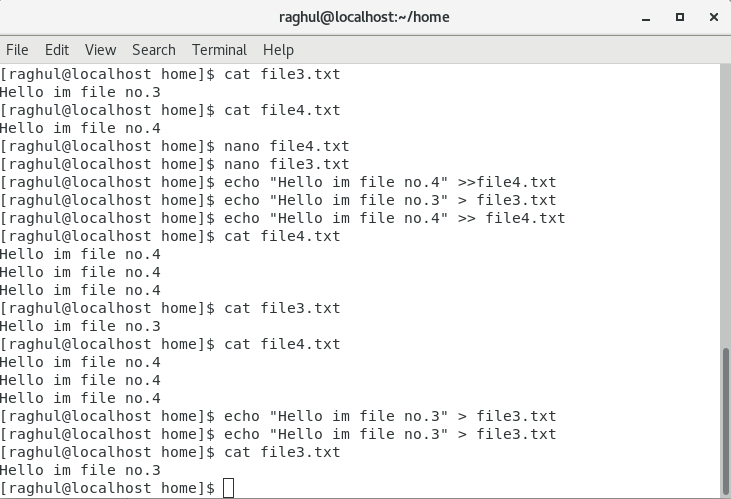 raghul@localhost:~/home
File Edit View Search Terminal Help
[raghul@localhost home]$ cat file3.txt
Hello im file no.3
[raghul@localhost home]$ cat file4.txt
Hello im file no.4
[raghul@localhost home]$ nano file4.txt
[raghul@localhost home]$ nano file3.txt
[raghul@localhost home]$ echo "Hello im file no.4" >>file4.txt
[raghul@localhost home]$ echo "Hello im file no.3" > file3.txt
[raghul@localhost home]$ echo "Hello im file no.4" >> file4.txt
[raghul@localhost home]$ cat file4.txt
Hello im file no.4
Hello im file no.4
Hello im file no.4
[raghul@localhost home]$ cat file3.txt
Hello im file no.3
[raghul@localhost home]$ cat file4.txt
Hello im file no.4
Hello im file no.4
Hello im file no.4
[raghul@localhost home]$ echo "Hello im file no.3" > file3.txt
[raghul@localhost home]$ echo "Hello im file no.3" > file3.txt
[raghul@localhost home]$ cat file3.txt
Hello im file no.3
[raghul@localhost home]$